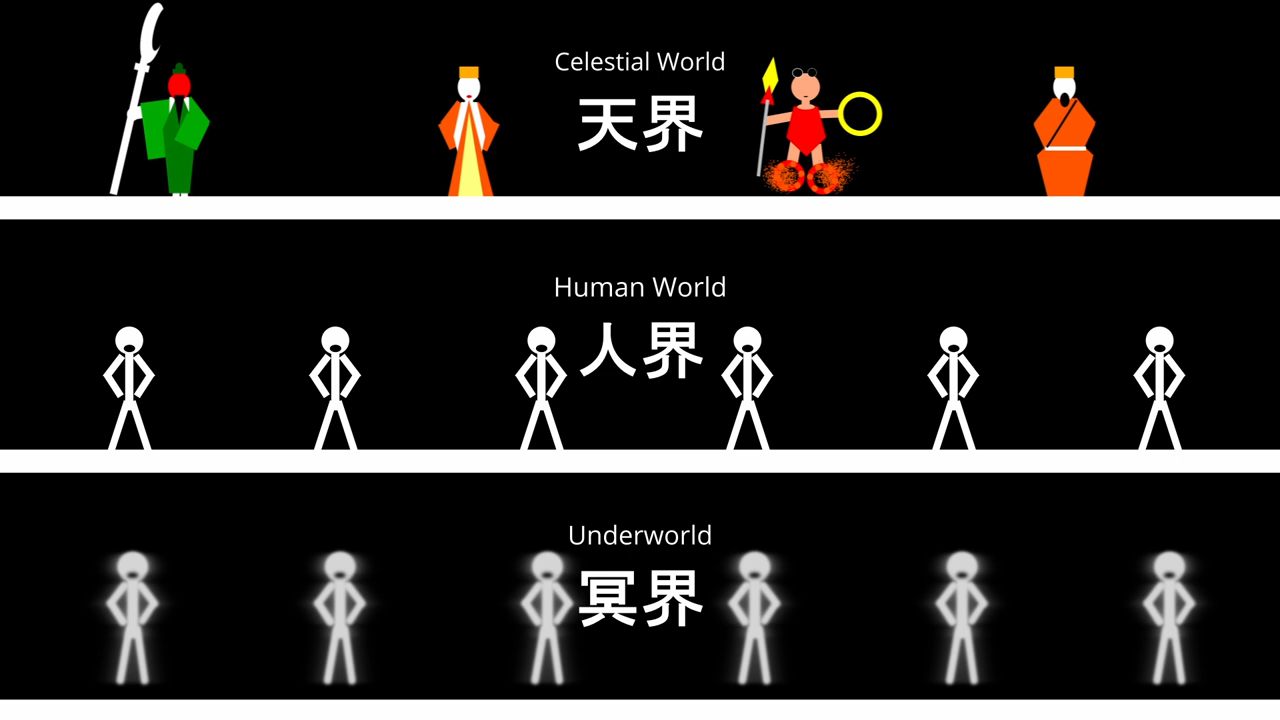 Celestial World
天界
Human World
人界
Underworld
冥界